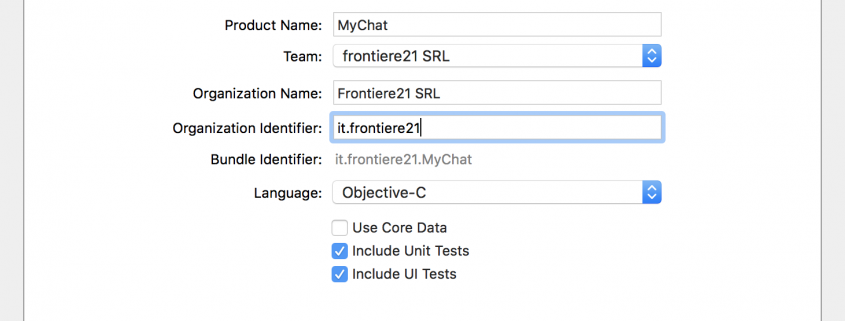 Product Name: MyChat
Team: frontiere21 SRL
Organization Name: Frontiere21 SRL
Organization Identifier: it.frontiere21
Bundle Identifier: it.frontiere21.MyChat
Language: Objective-C
Use Core Data
Include Unit Tests
Include UI Tests